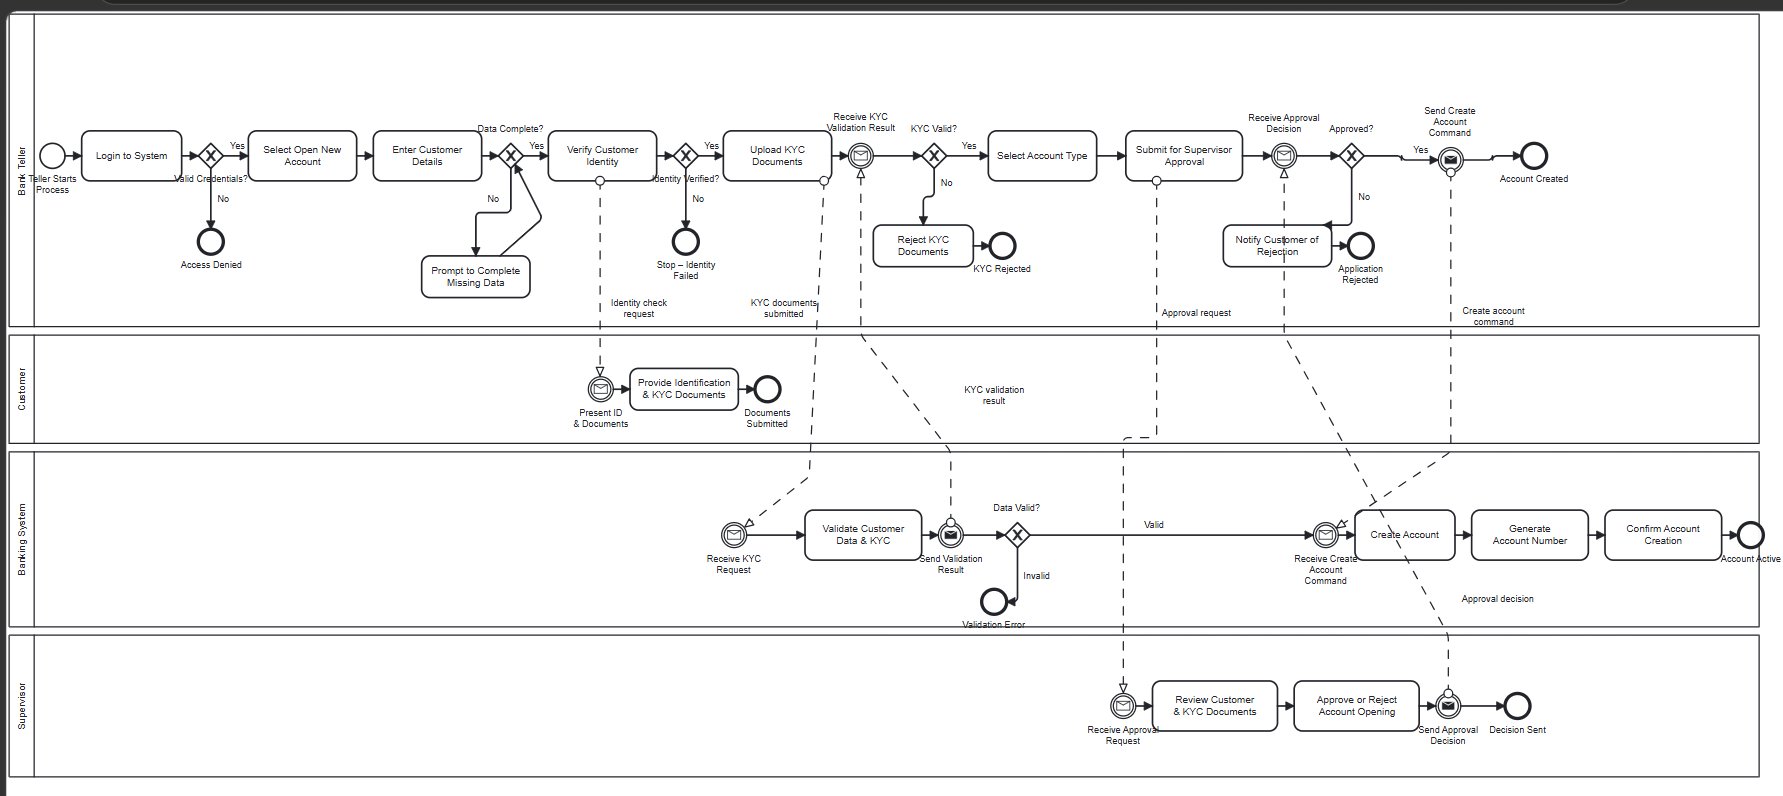 Bank Teller
Teller Starts
Process
Login to System
Valid Credentials?
Yes
No
Access Denied
Select Open New
Account
Enter Customer
Details
Data Complete?
Yes
No
Prompt to Complete
Missing Data
Verify Customer
Identity
Identity Verified?
Yes
No
Stop – Identity
Failed
Upload KYC
Documents
Receive KYC
Validation Result
KYC Valid?
Yes
No
Reject KYC
Documents
KYC Rejected
Select Account Type
Submit for Supervisor
Approval
Receive Approval
Decision
Approved?
Yes
No
Notify Customer of
Rejection
Application
Rejected
Send Create
Account
Command
Account Created
Identity check
request
KYC documents
submitted
Approval request
Create account
command
Customer
Present ID
& Documents
Provide Identification
& KYC Documents
Documents
Submitted
KYC validation
result
Banking System
Receive KYC
Request
Validate Customer
Data & KYC
Send Validation
Result
Data Valid?
Valid
Invalid
Validation Error
Receive Create
Account
Command
Create Account
Generate
Account Number
Confirm Account
Creation
Account Active
Approval decision
Supervisor
Receive Approval
Request
Review Customer
& KYC Documents
Approve or Reject
Account Opening
Send Approval
Decision
Decision Sent